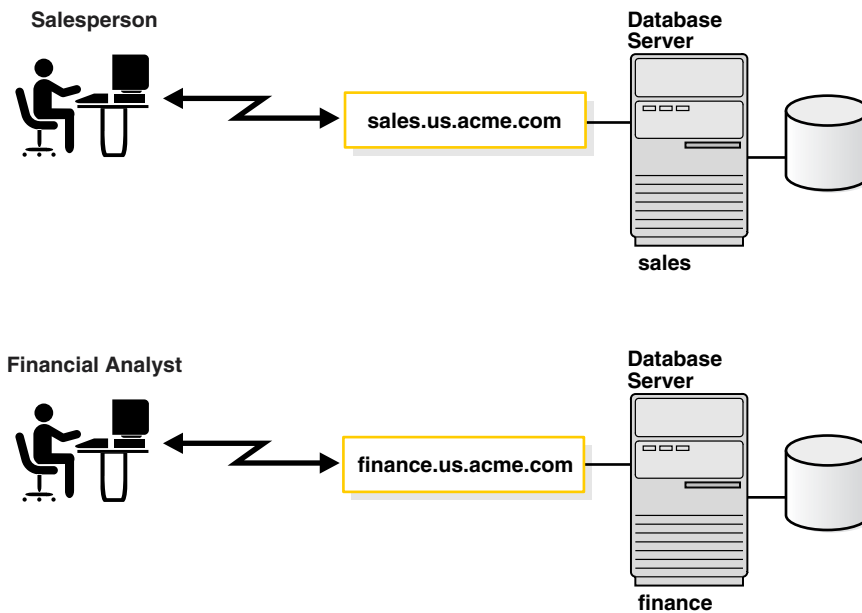 Salesperson
Database
Server
sales.us.acme.com
sales
Financial Analyst
Database
Server
finance.us.acme.com
finance